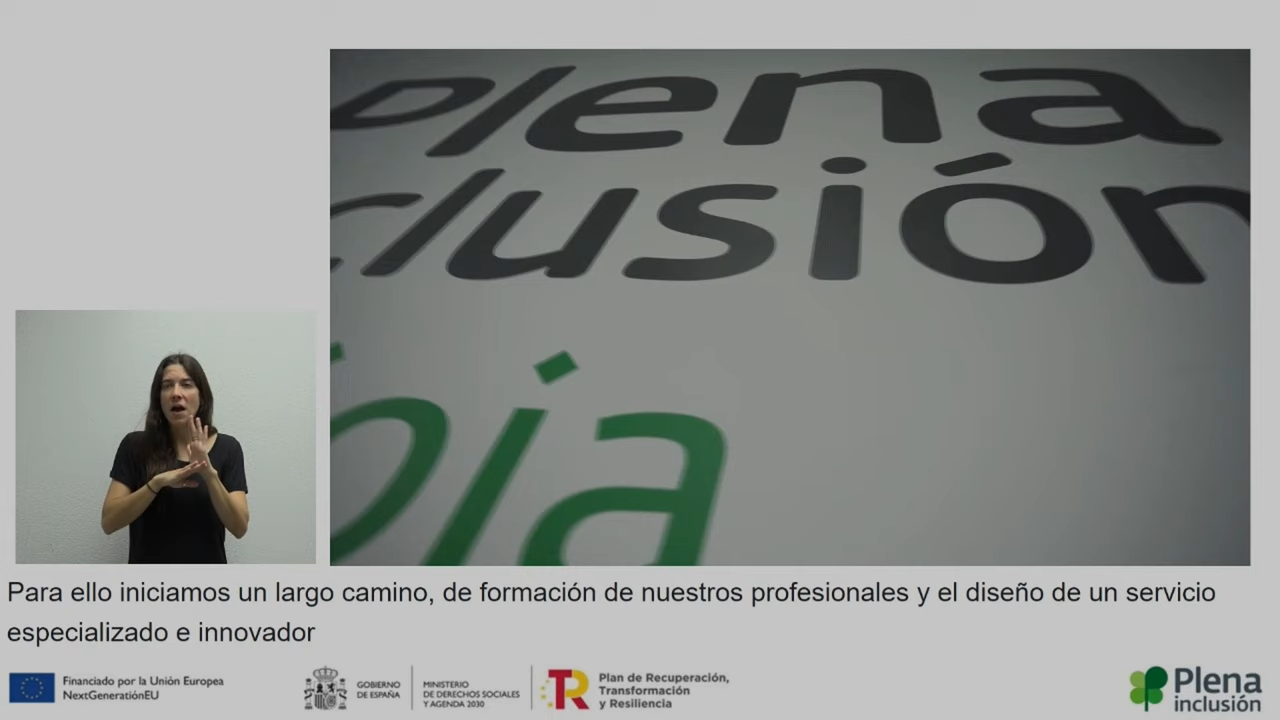 Plena
clusión
bia
Para ello iniciamos un largo camino, de formación de nuestros profesionales y el diseño de un servicio
especializado e innovador
Financiado por la Unión Europea
NextGenerationEU
GOBIERNO
DE ESPAÑA
MINISTERIO
DE DERECHOS SOCIALES
Y AGENDA 2030
TR
Plan de Recuperación,
Transformación
y Resiliencia
Plena
inclusión